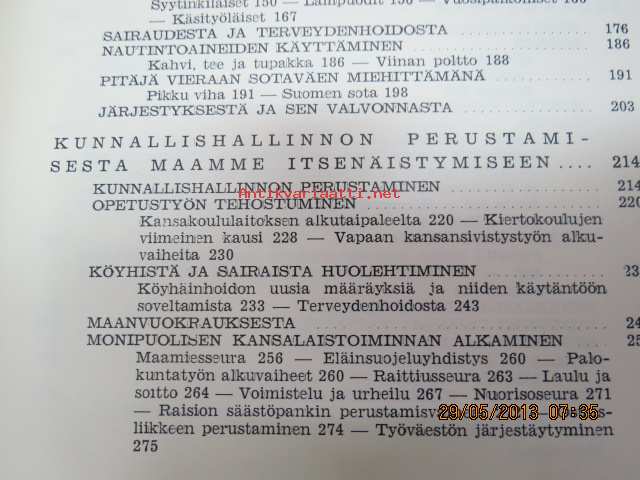 Syytinkiläiset 150 — Lampuodit 156 — Vuosipalkolliset 160
— Käsityöläiset 167
SAIRAUDESTA JA TERVEYDENHOIDOSTA 176
NAUTINTOAINEIDEN KÄYTTÄMINEN 186
Kahvi, tee ja tupakka 186 — Viinan poltto 188
PITÄJÄ VIERAAN SOTAVÄEN MIEHITTÄMÄNÄ 191
Pikku viha 191 — Suomen sota 198
JÄRJESTYKSESTÄ JA SEN VALVONNASTA 203
KUNNALLISHALLINNON PERUSTAMI-
SESTA MAAMME ITSENÄISTYMISEEN .... 214
KUNNALLISHALLINNON PERUSTAMINEN 214
Antikvariaatti.net
OPETUSTYÖN TEHOSTUMINEN 220
Kansakoululaitoksen alkutaipaleelta 220 — Kiertokoulujen
viimeinen kausi 228 — Vapaan kansansivistystyön alku-
vaiheita 230
KÖYHISTÄ JA SAIRAISTA HUOLEHTIMINEN 23
Köyhäinhoidon uusia määräyksiä ja niiden käytäntöön
soveltamista 233 — Terveydenhoidosta 243
MAANVUOKRAUKSESTA 24
MONIPUOLISEN KANSALAISTOIMINNAN ALKAMINEN 25
Maamiesseura 256 — Eläinsuojeluyhdistys 260 — Palo-
kuntatyön alkuvaiheet 260 — Raittiusseura 263 — Laulu ja
soitto 264 — Voimistelu ja urheilu 267 — Nuorisoseura 271
— Raision säästöpankin perustamisva
29/05/2013 07:35
liikkeen perustaminen 274 — Työväestön järjestäytyminen
275